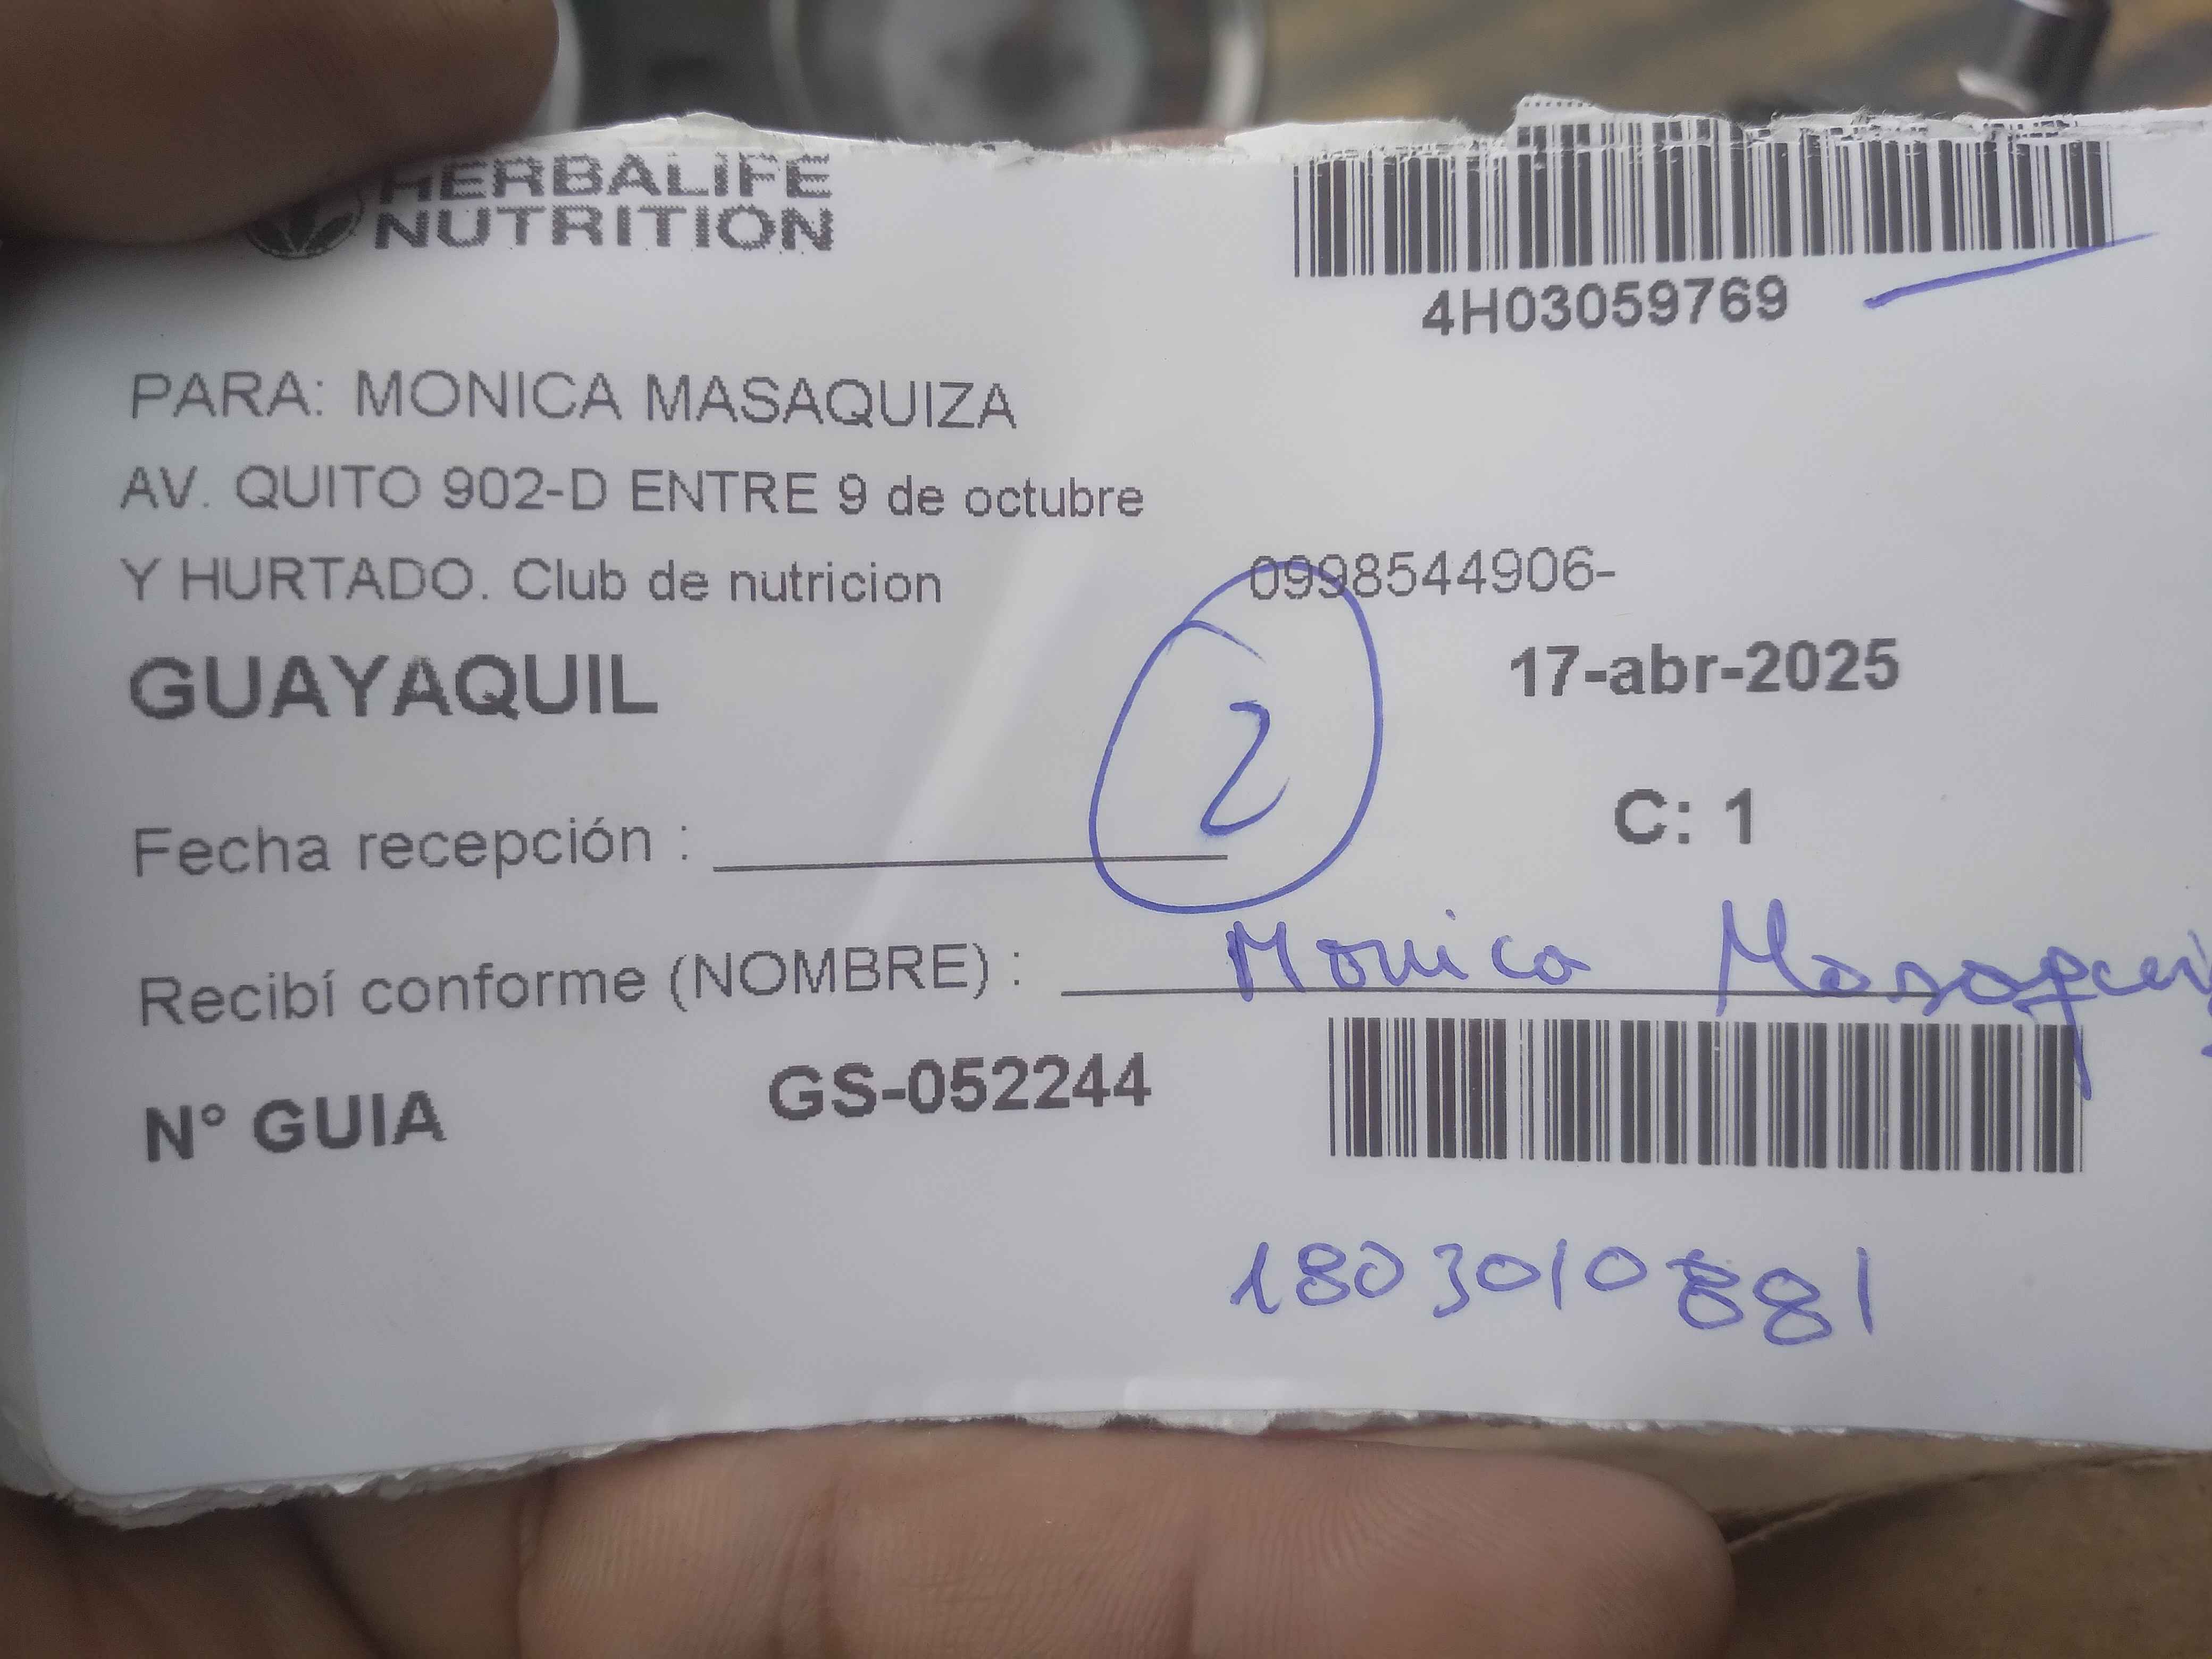 HERBALIFE
NUTRITION
4H03059769
PARA: MONICA MASAQUIZA
AV. QUITO 902-D ENTRE 9 de octubre
Y HURTADO. Club de nutricion 0998544906-
GUAYAQUIL 17-abr-2025
2
C: 1
Fecha recepción :
Recibí conforme (NOMBRE) : Monica
N° GUIA GS-052244
1803010881